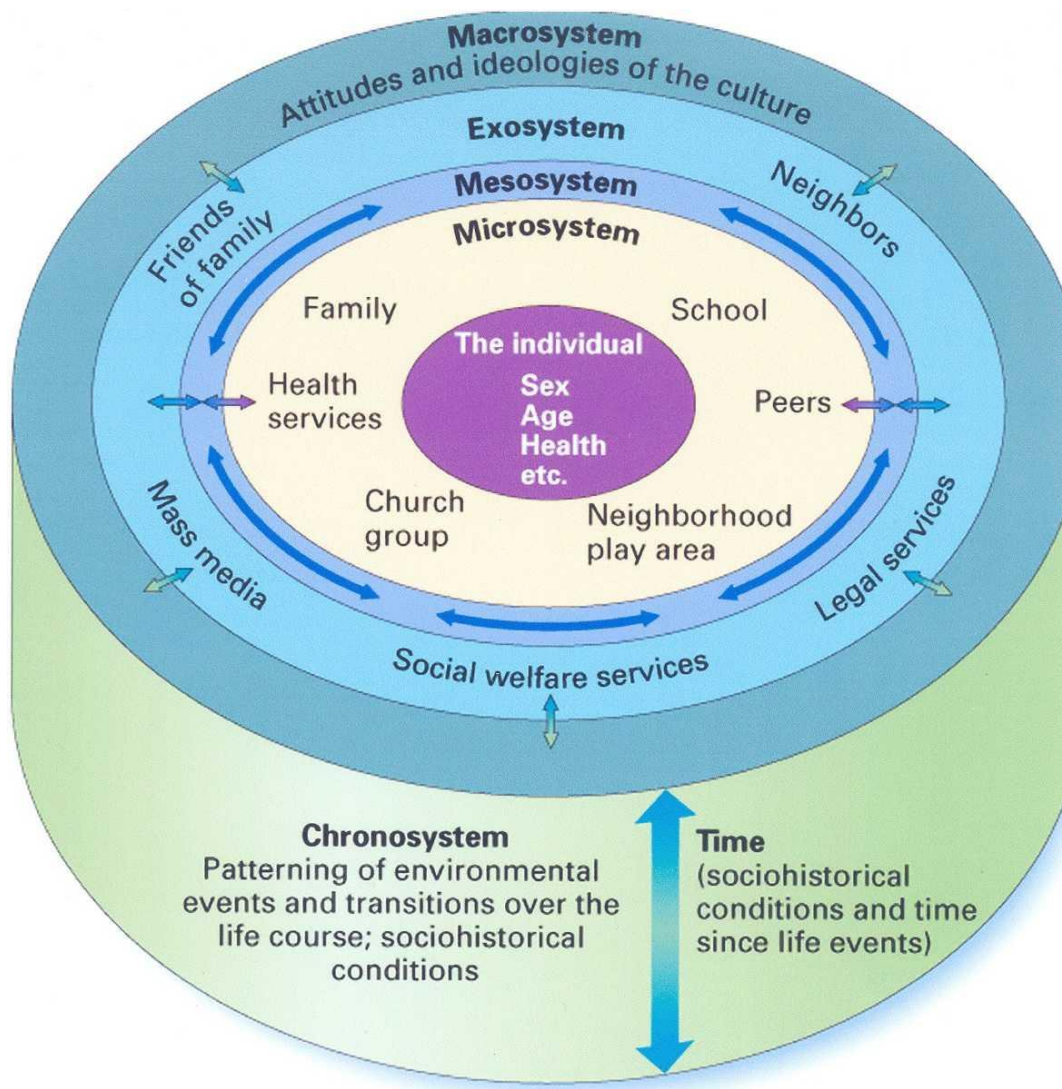 Macrosystem
Attitudes and ideologies of the culture
Exosystem
Mesosystem
Microsystem
Friends
of family
Neighbors
Family
School
The individual
Sex
Age
Health
etc.
Health
services
Peers
Church
group
Neighborhood
play area
Mass media
Legal services
Social welfare services
Chronosystem
Patterning of environmental
events and transitions over the
life course; sociohistorical
conditions
Time
(sociohistorical
conditions and time
since life events)